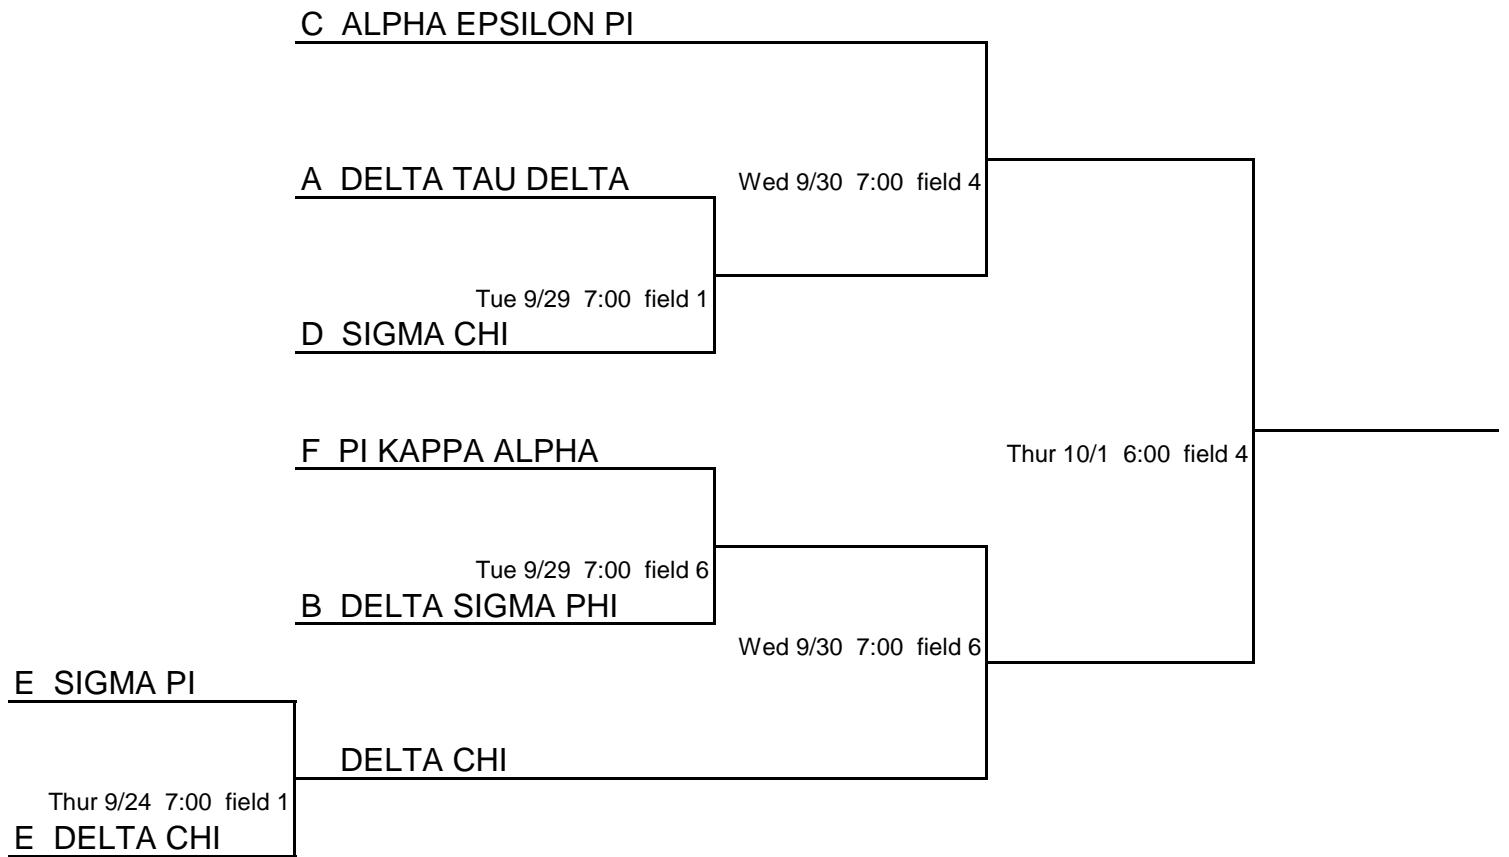 C ALPHA EPSILON PI
A DELTA TAU DELTA
Wed 9/30 7:00 field 4
Tue 9/29 7:00 field 1
D SIGMA CHI
F PI KAPPA ALPHA
Thur 10/1 6:00 field 4
Tue 9/29 7:00 field 6
B DELTA SIGMA PHI
Wed 9/30 7:00 field 6
E SIGMA PI
DELTA CHI
Thur 9/24 7:00 field 1
E DELTA CHI